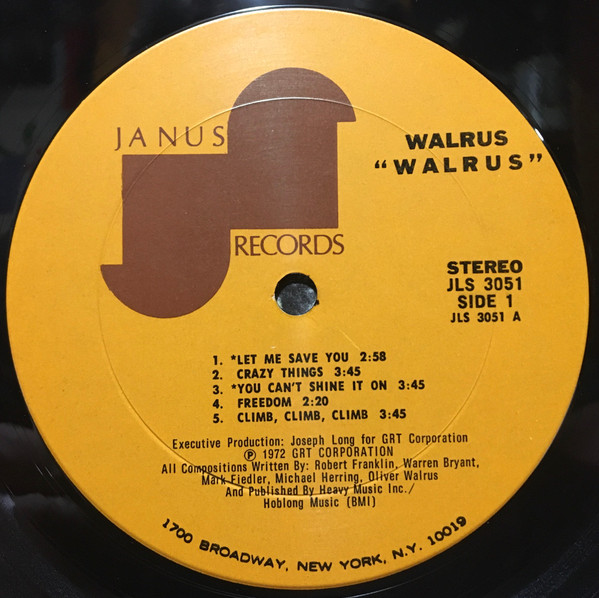 JANUS
RECORDS
WALRUS
"WALRUS"
STEREO
JLS 3051
SIDE 1
JLS 3051 A
1. *LET ME SAVE YOU 2:58
2. CRAZY THINGS 3:45
3. *YOU CAN'T SHINE IT ON 3:45
4. FREEDOM 2:20
5. CLIMB, CLIMB, CLIMB 3:45
Executive Production: Joseph Long for GRT Corporation
Ⓟ 1972 GRT CORPORATION
All Compositions Written By: Robert Franklin, Warren Bryant,
Mark Fiedler, Michael Herring, Oliver Walrus
And Published By Heavy Music Inc./
Hoblong Music (BMI)
1700 BROADWAY, NEW YORK, N.Y. 10019